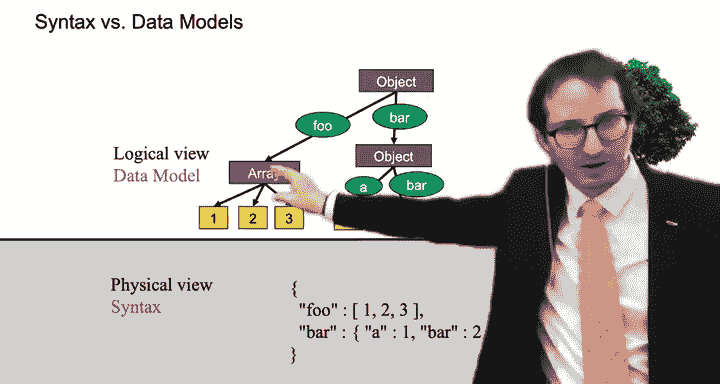 Syntax vs. Data Models
Object
foo
bar
Logical view
Data Model
Array
Object
a
bar
1
2
3
Physical view
Syntax
{
"foo" : [ 1, 2, 3 ],
"bar" : { "a" : 1, "bar" : 2
}